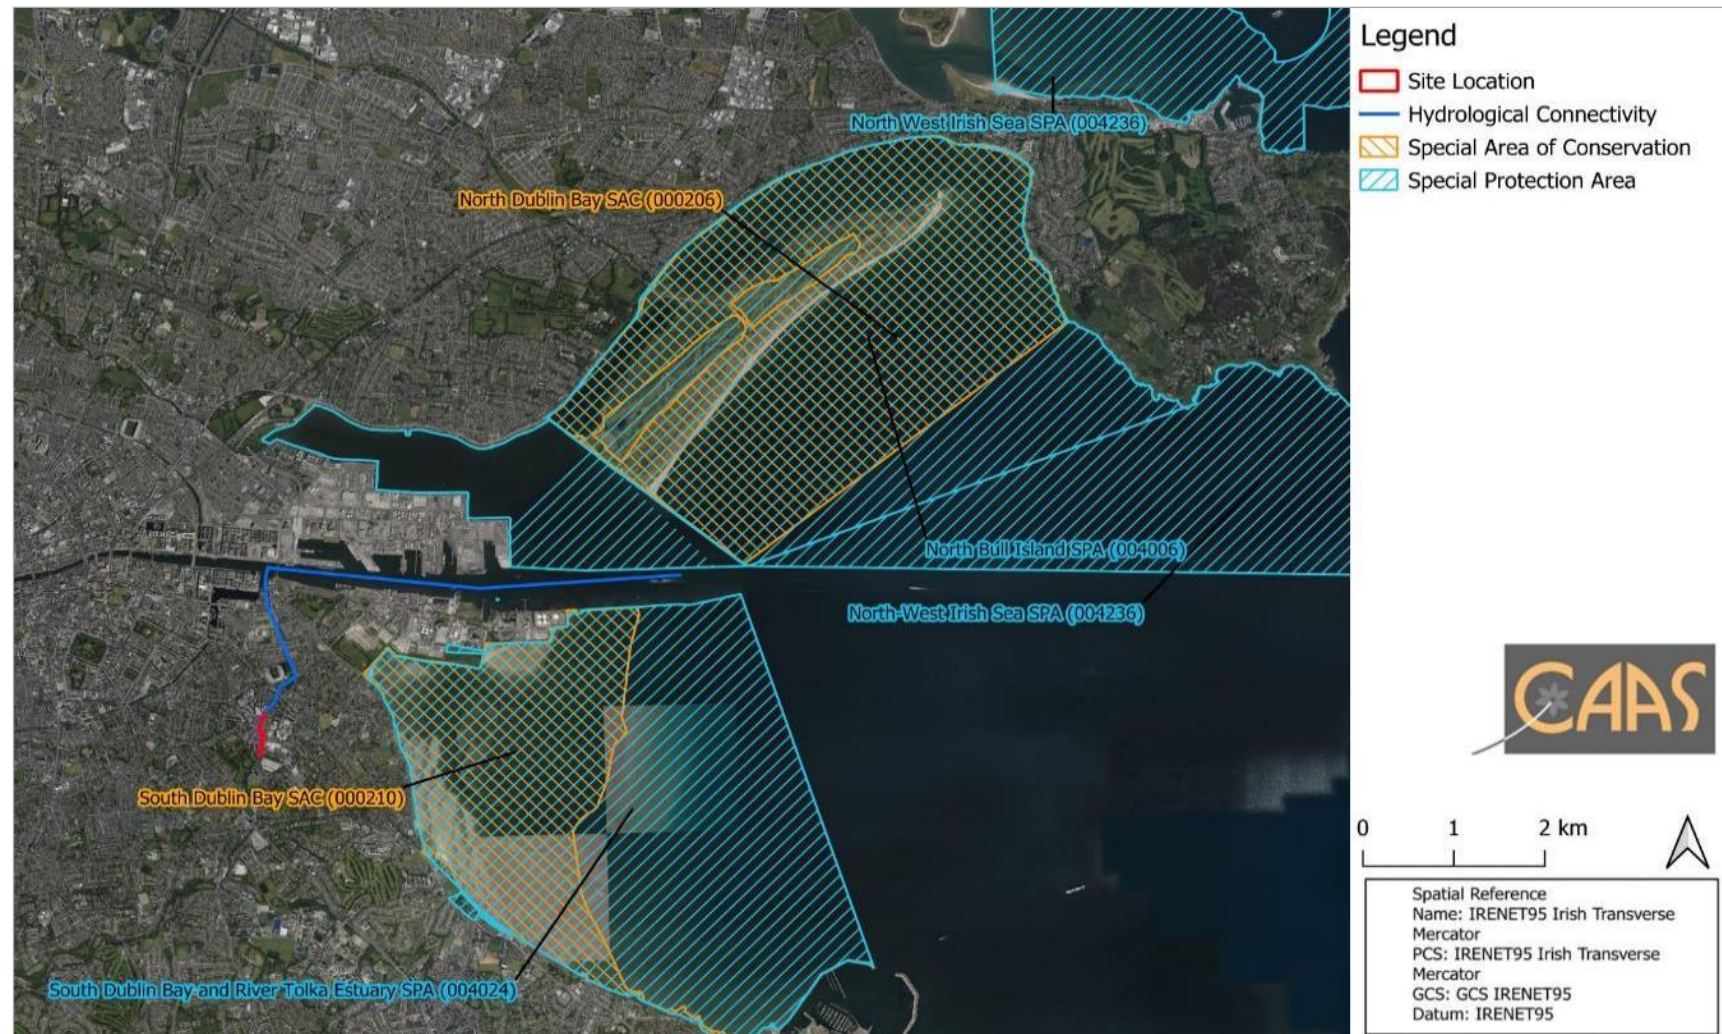 North West Irish Sea SPA (004236)
North Dublin Bay SAC (000206)
North Bull Island SPA (004006)
North-West Irish Sea SPA (004236)
South Dublin Bay SAC (000210)
South Dublin Bay and River Tolka Estuary SPA (004024)
Legend
Site Location
Hydrological Connectivity
Special Area of Conservation
Special Protection Area
CAAS
0 1 2 km
Spatial Reference
Name: IRENET95 Irish Transverse
Mercator
PCS: IRENET95 Irish Transverse
Mercator
GCS: GCS IRENET95
Datum: IRENET95